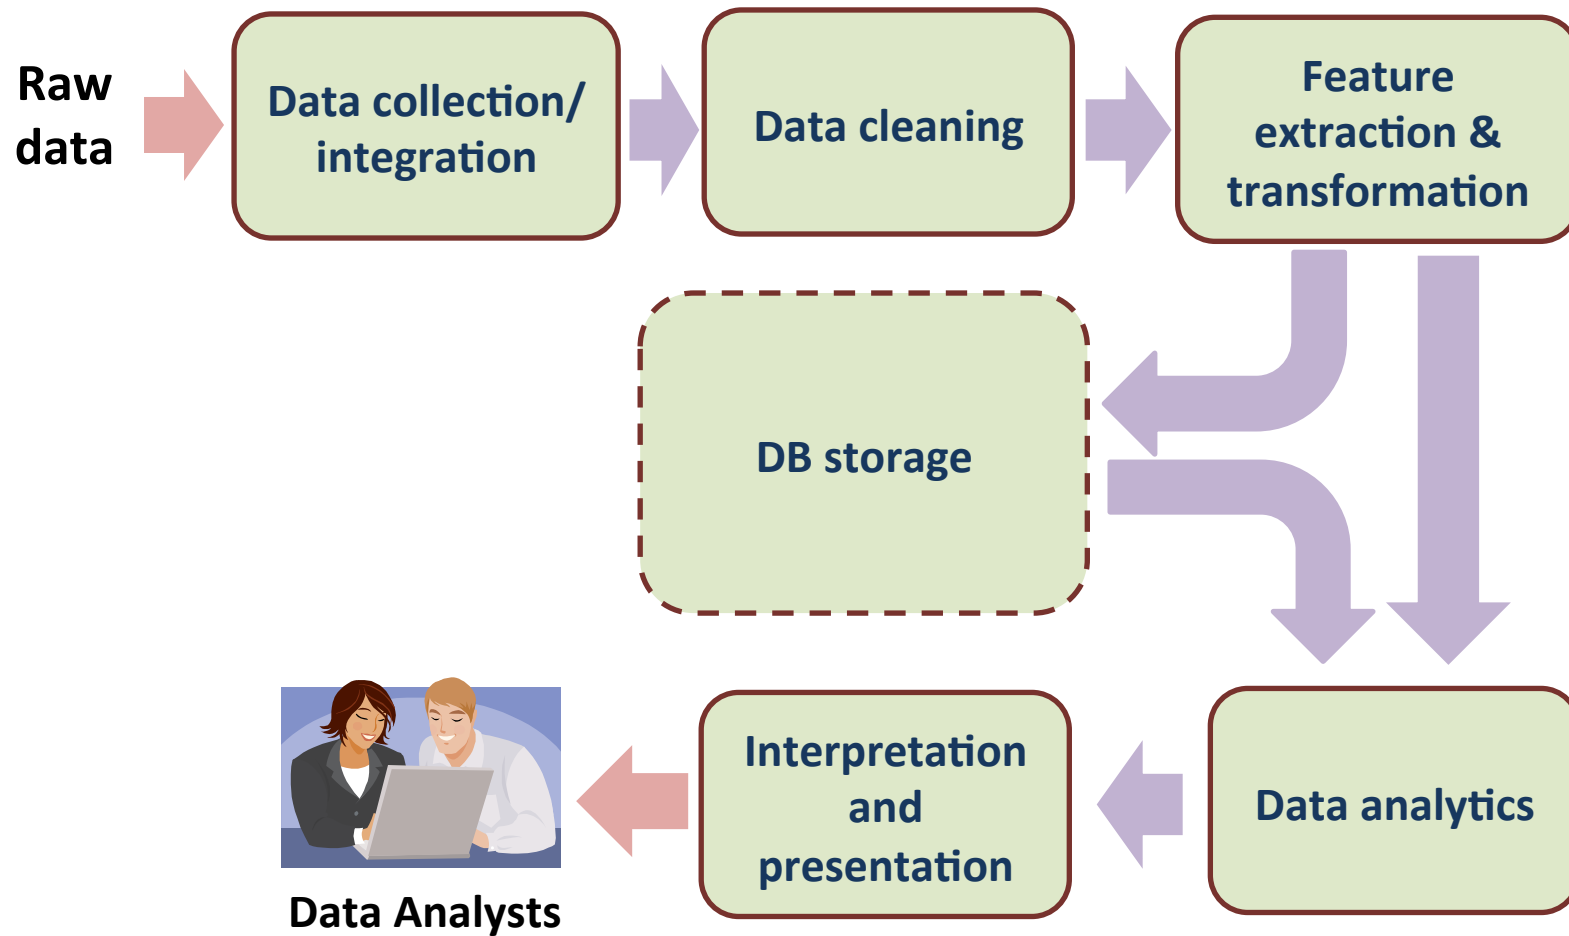 Raw
data
Data collection/
integration
Data cleaning
Feature
extraction &
transformation
DB storage
Data analytics
Interpretation
and
presentation
Data Analysts